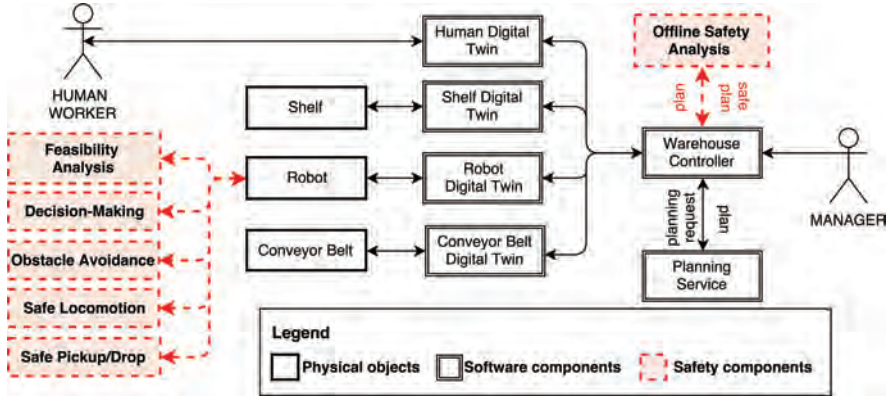 Human Digital
Twin
Offline Safety
Analysis
HUMAN
WORKER
Shelf
Shelf Digital
Twin
plan
safe
plan
Feasibility
Analysis
Robot
Robot
Digital Twin
Warehouse
Controller
Decision-Making
planning
request
plan
MANAGER
Obstacle Avoidance
Conveyor Belt
Conveyor Belt
Digital Twin
Planning
Service
Safe Locomotion
Safe Pickup/Drop
Legend
Physical objects
Software components
Safety components